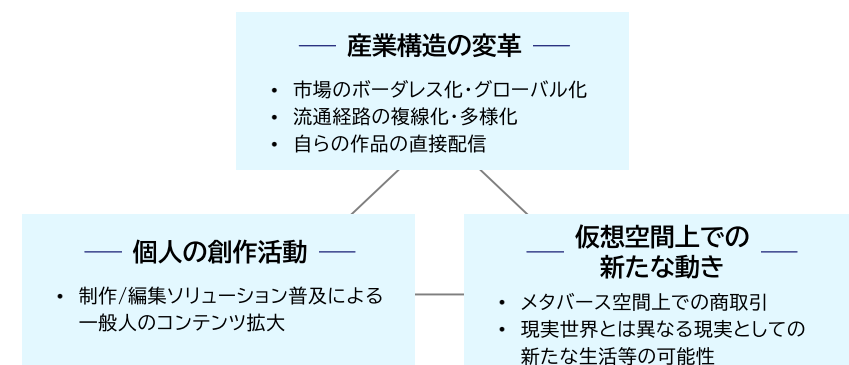 産業構造の変革
• 市場のボーダレス化・グローバル化
• 流通経路の複線化・多様化
• 自らの作品の直接配信
個人の創作活動
• 制作/編集ソリューション普及による
一般人のコンテンツ拡大
仮想空間上での
新たな動き
• メタバース空間上での商取引
• 現実世界とは異なる現実としての
新たな生活等の可能性